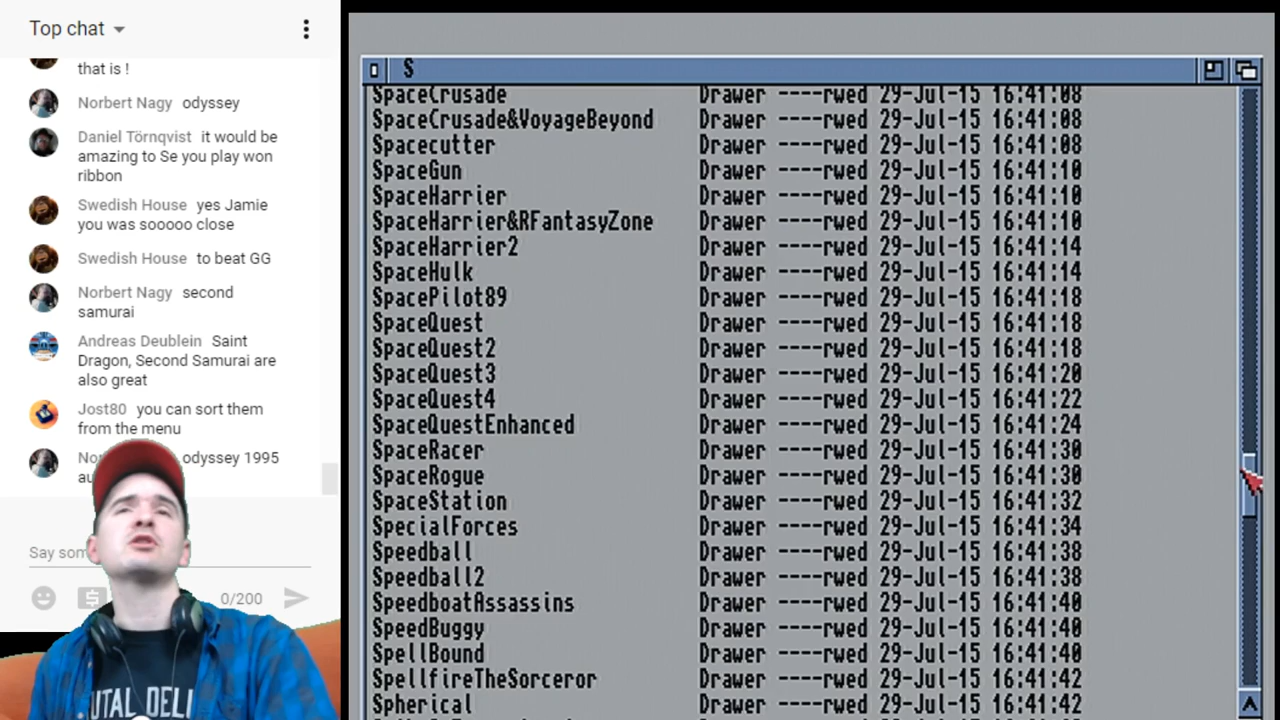 Top chat
that is !
Norbert Nagy odyssey
Daniel Törnqvist it would be
amazing to Se you play won
ribbon
Swedish House yes Jamie
you was sooooo close
Swedish House to beat GG
Norbert Nagy second
samurai
Andreas Deublein Saint
Dragon, Second Samurai are
also great
Jost80 you can sort them
from the menu
odyssey 1995
0/200
S
SpaceCrusade Drawer ----rwed 29-Jul-15 16:41:08
SpaceCrusade&VoyageBeyond Drawer ----rwed 29-Jul-15 16:41:08
Spacecutter Drawer ----rwed 29-Jul-15 16:41:08
SpaceGun Drawer ----rwed 29-Jul-15 16:41:10
SpaceHarrier Drawer ----rwed 29-Jul-15 16:41:10
SpaceHarrier&RFantasyZone Drawer ----rwed 29-Jul-15 16:41:10
SpaceHarrier2 Drawer ----rwed 29-Jul-15 16:41:14
SpaceHulk Drawer ----rwed 29-Jul-15 16:41:14
SpacePilot89 Drawer ----rwed 29-Jul-15 16:41:18
SpaceQuest Drawer ----rwed 29-Jul-15 16:41:18
SpaceQuest2 Drawer ----rwed 29-Jul-15 16:41:18
SpaceQuest3 Drawer ----rwed 29-Jul-15 16:41:20
SpaceQuest4 Drawer ----rwed 29-Jul-15 16:41:22
SpaceQuestEnhanced Drawer ----rwed 29-Jul-15 16:41:24
SpaceRacer Drawer ----rwed 29-Jul-15 16:41:30
SpaceRogue Drawer ----rwed 29-Jul-15 16:41:30
SpaceStation Drawer ----rwed 29-Jul-15 16:41:32
SpecialForces Drawer ----rwed 29-Jul-15 16:41:34
Speedball Drawer ----rwed 29-Jul-15 16:41:38
Speedball2 Drawer ----rwed 29-Jul-15 16:41:38
SpeedboatAssassins Drawer ----rwed 29-Jul-15 16:41:40
SpeedBuggy Drawer ----rwed 29-Jul-15 16:41:40
SpellBound Drawer ----rwed 29-Jul-15 16:41:40
SpellfireTheSorceror Drawer ----rwed 29-Jul-15 16:41:42
Spherical Drawer ----rwed 29-Jul-15 16:41:42